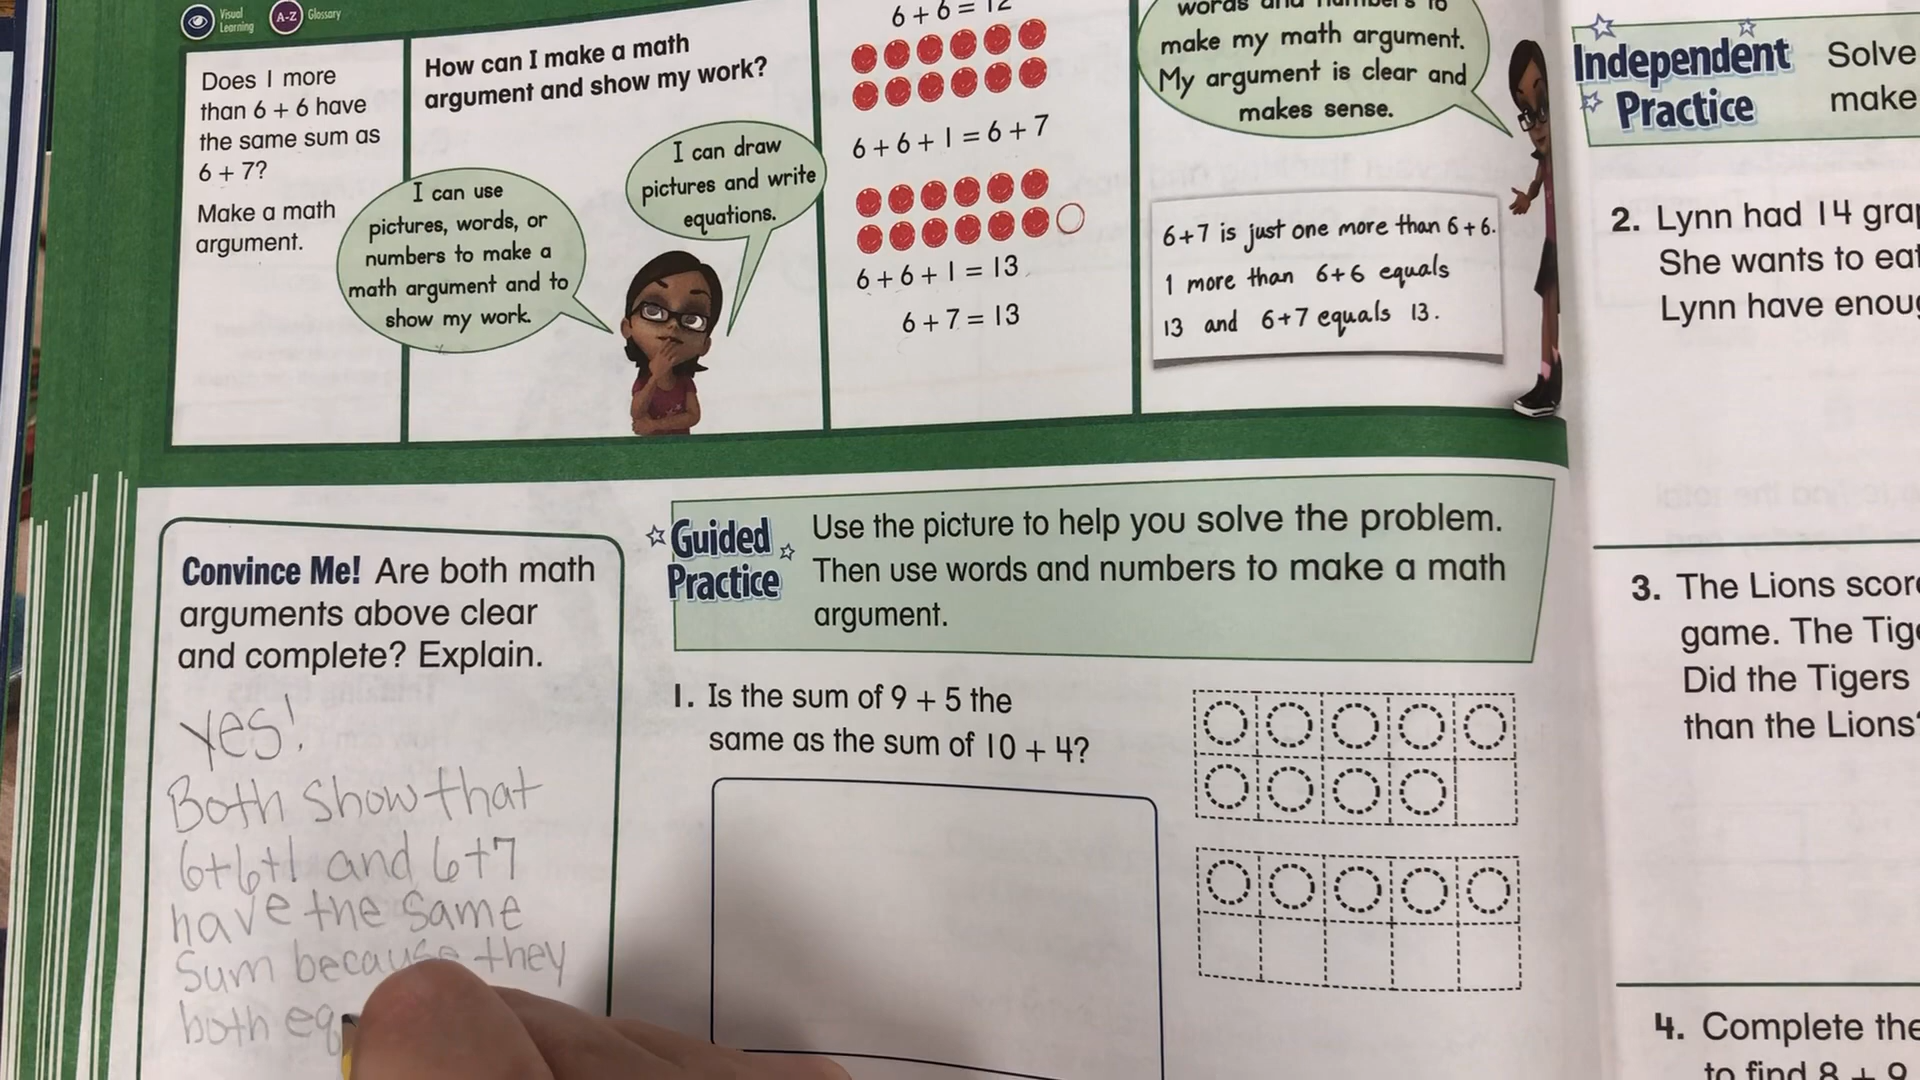 Visual
Learning
A-Z Glossary
Does 1 more
than 6 + 6 have
the same sum as
6 + 7?
Make a math
argument.
How can I make a math
argument and show my work?
I can use
pictures, words, or
numbers to make a
math argument and to
show my work.
I can draw
pictures and write
equations.
6 + 6 = 12
6 + 6 + 1 = 6 + 7
6 + 6 + 1 = 13
6 + 7 = 13
words and numbers to
make my math argument.
My argument is clear and
makes sense.
6+7 is just one more than 6+6.
1 more than 6+6 equals
13 and 6+7 equals 13.
Convince Me! Are both math
arguments above clear
and complete? Explain.
Yes!
Both show that
6+6+1 and 6+7
have the same
Sum because they
both eq
Guided
Practice
Use the picture to help you solve the problem.
Then use words and numbers to make a math
argument.
1. Is the sum of 9 + 5 the
same as the sum of 10 + 4?
Independent
Practice
Solve
make
2. Lynn had 14 gra
She wants to eat
Lynn have enoug
3. The Lions score
game. The Tig
Did the Tigers
than the Lions?
4. Complete the
to find 8 + 9